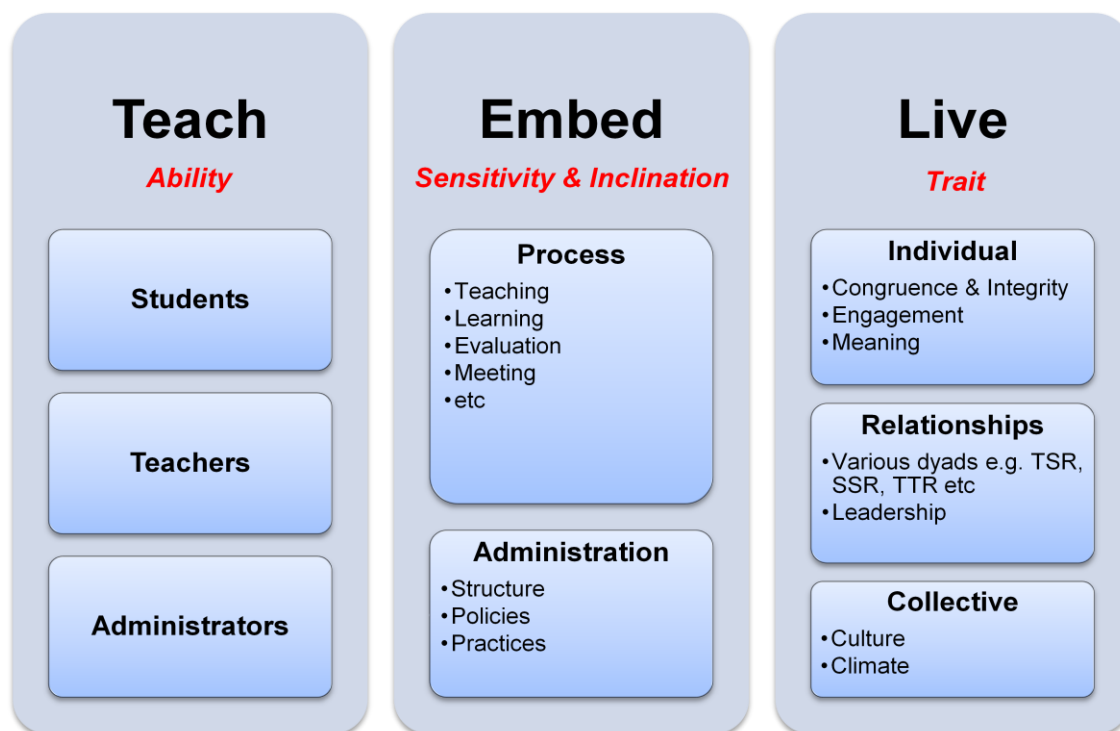 Teach
Ability
Students
Teachers
Administrators
Embed
Sensitivity & Inclination
Process
•Teaching
•Learning
•Evaluation
•Meeting
•etc
Administration
•Structure
•Policies
•Practices
Live
Trait
Individual
•Congruence & Integrity
•Engagement
•Meaning
Relationships
•Various dyads e.g. TSR,
SSR, TTR etc
•Leadership
Collective
•Culture
•Climate